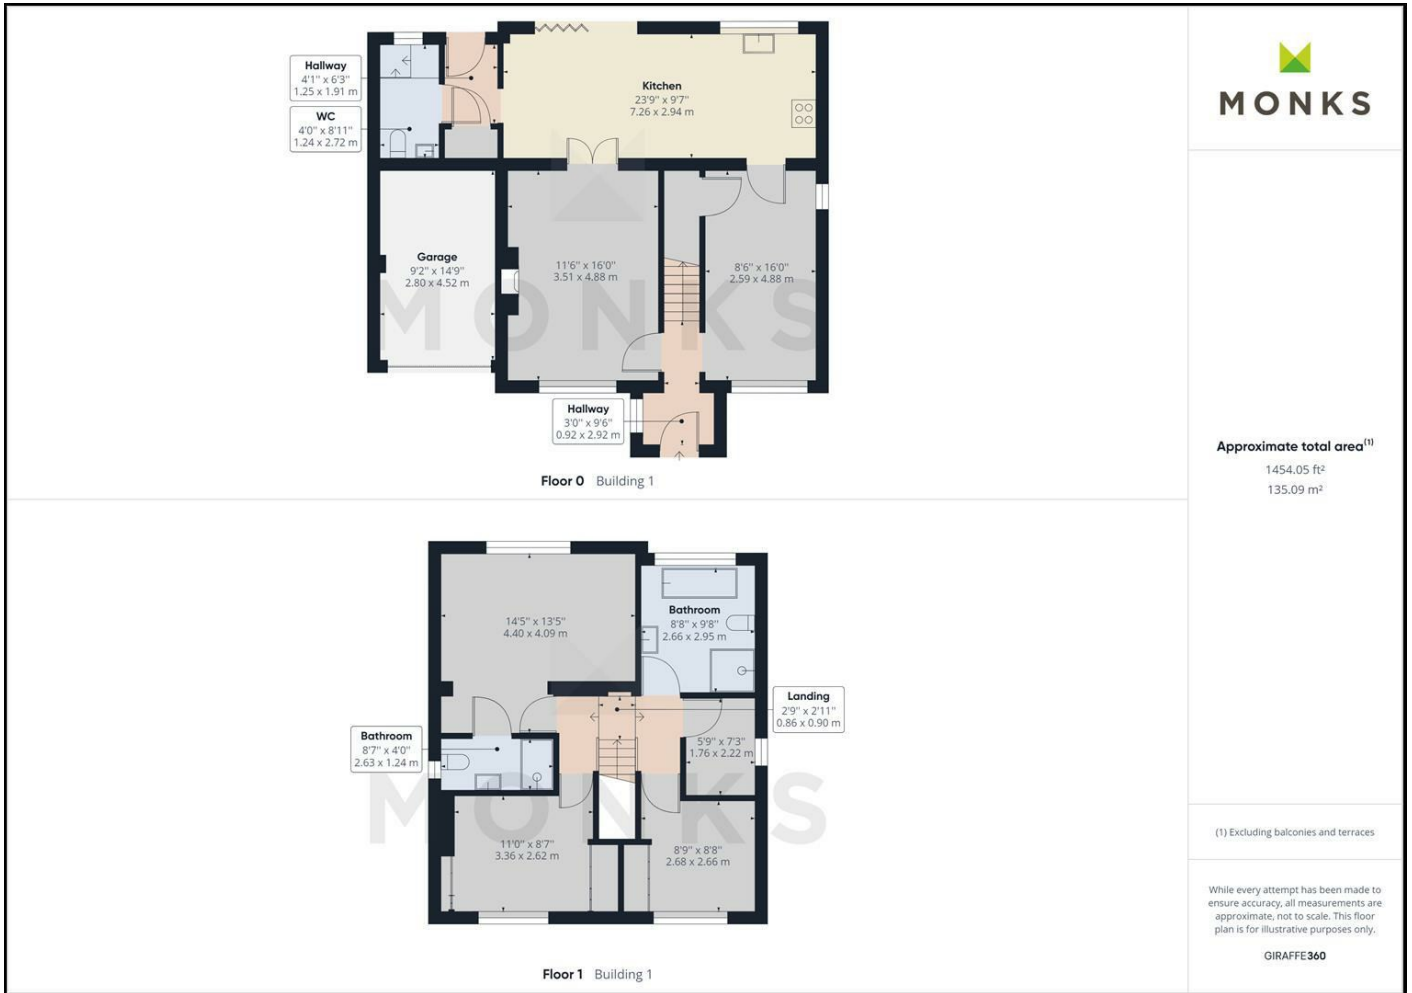 Hallway
4'1" x 6'3"
1.25 x 1.91 m
WC
4'0" x 8'11"
1.24 x 2.72 m
Kitchen
23'9" x 9'7"
7.26 x 2.94 m
Garage
9'2" x 14'9"
2.80 x 4.52 m
11'6" x 16'0"
3.51 x 4.88 m
8'6" x 16'0"
2.59 x 4.88 m
MONKS
Hallway
3'0" x 9'6"
0.92 x 2.92 m
Floor 0 Building 1
14'5" x 13'5"
4.40 x 4.09 m
Bathroom
8'8" x 9'8"
2.66 x 2.95 m
Landing
2'9" x 2'11"
0.86 x 0.90 m
Bathroom
8'7" x 4'0"
2.63 x 1.24 m
5'9" x 7'3"
1.76 x 2.22 m
MONKS
11'0" x 8'7"
3.36 x 2.62 m
8'9" x 8'8"
2.68 x 2.66 m
Floor 1 Building 1
MONKS
Approximate total area(1)
1454.05 ft²
135.09 m²
(1) Excluding balconies and terraces
While every attempt has been made to
ensure accuracy, all measurements are
approximate, not to scale. This floor
plan is for illustrative purposes only.
GIRAFFE360